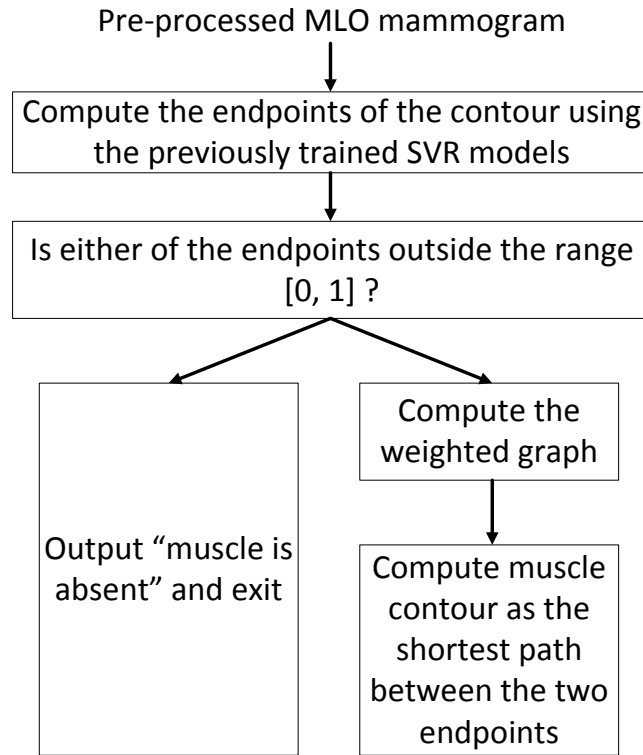 Pre-processed MLO mammogram
Compute the endpoints of the contour using
the previously trained SVR models
Is either of the endpoints outside the range
[0, 1] ?
Output “muscle is
absent” and exit
Compute the
weighted graph
Compute muscle
contour as the
shortest path
between the two
endpoints